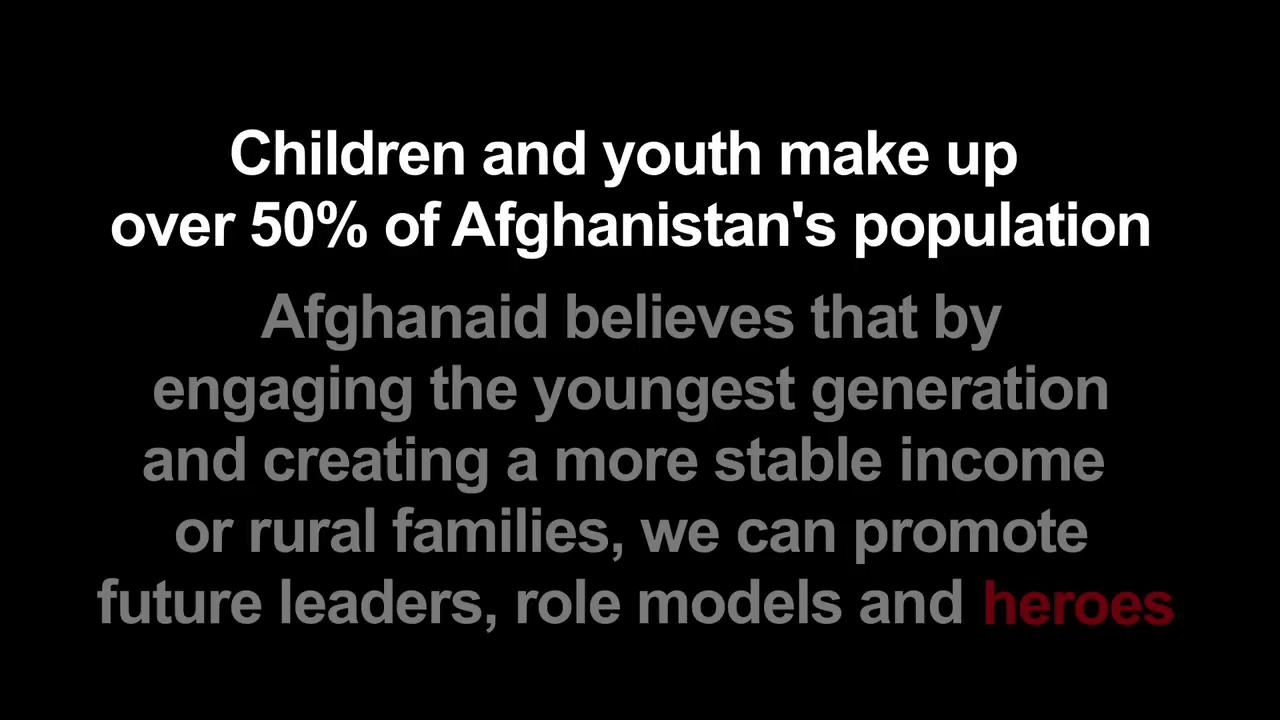 Children and youth make up
over 50% of Afghanistan's population
Afghanaid believes that by
engaging the youngest generation
and creating a more stable income
or rural families, we can promote
future leaders, role models and heroes